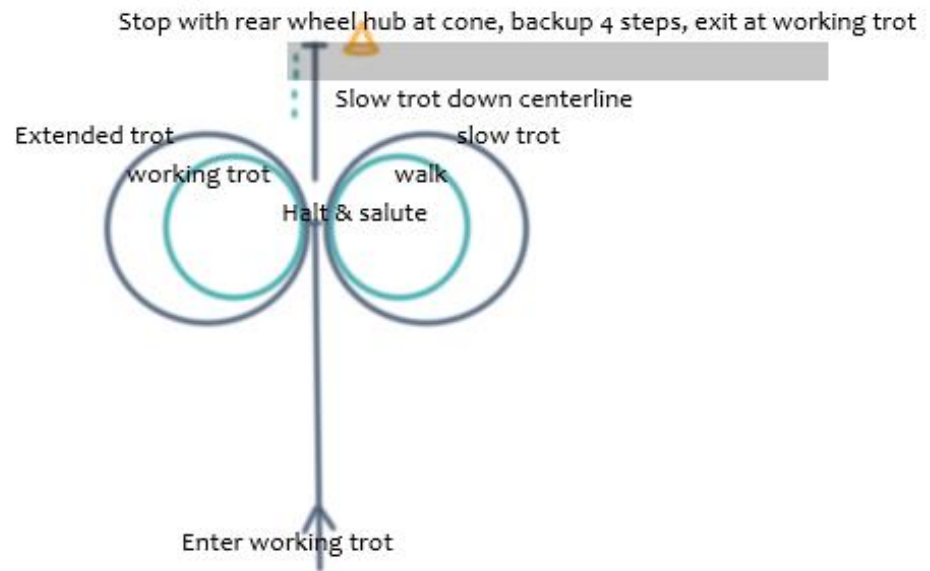 Stop with rear wheel hub at cone, backup 4 steps, exit at working trot
Slow trot down centerline
Extended trot
slow trot
working trot
walk
Halt & salute
Enter working trot